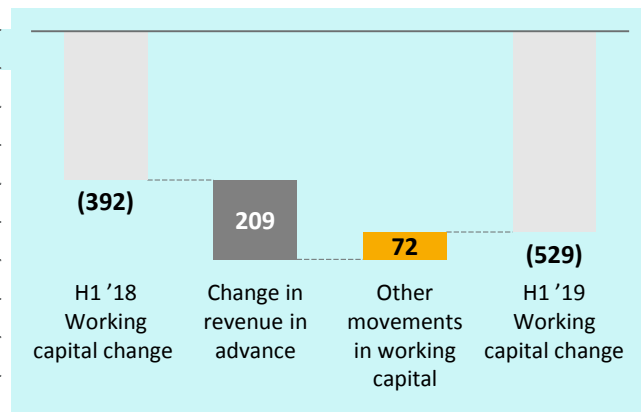 (392)
209
72
(529)
H1 ’18
Working
capital change
Change in
revenue in
advance
Other
movements
in working
capital
H1 ’19
Working
capital change